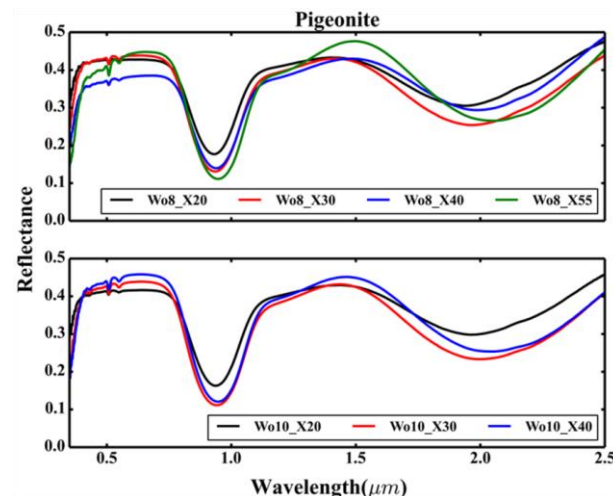 Pigeonite
0.5
0.4
0.3
0.2
0.1
0.0
Wo8_X20 Wo8_X30 Wo8_X40 Wo8_X55
Reflectance
0.5
0.4
0.3
0.2
0.1
0.0
Wo10_X20 Wo10_X30 Wo10_X40
0.5 1.0 1.5 2.0 2.5
Wavelength(μm)